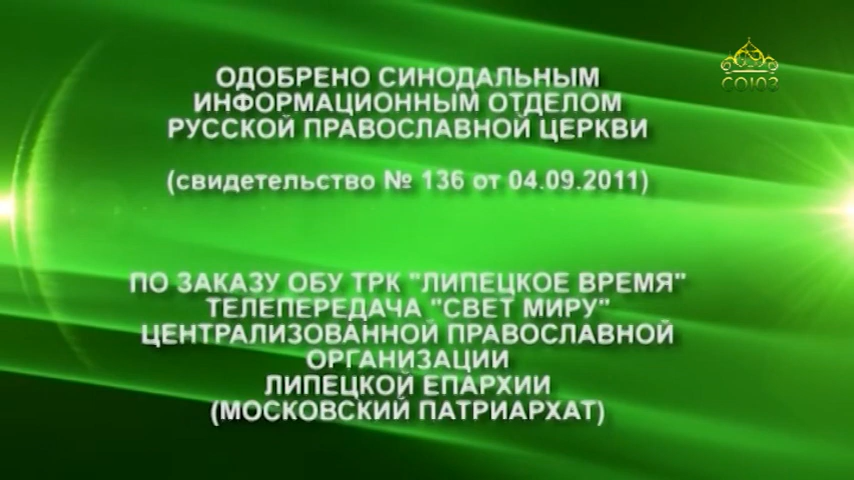 СОЮЗ
ОДОБРЕНО СИНОДАЛЬНЫМ
ИНФОРМАЦИОННЫМ ОТДЕЛОМ
РУССКОЙ ПРАВОСЛАВНОЙ ЦЕРКВИ
(свидетельство № 136 от 04.09.2011)
ПО ЗАКАЗУ ОБУ ТРК "ЛИПЕЦКОЕ ВРЕМЯ"
ТЕЛЕПЕРЕДАЧА "СВЕТ МИРУ"
ЦЕНТРАЛИЗОВАННОЙ ПРАВОСЛАВНОЙ
ОРГАНИЗАЦИИ
ЛИПЕЦКОЙ ЕПАРХИИ
(МОСКОВСКИЙ ПАТРИАРХАТ)